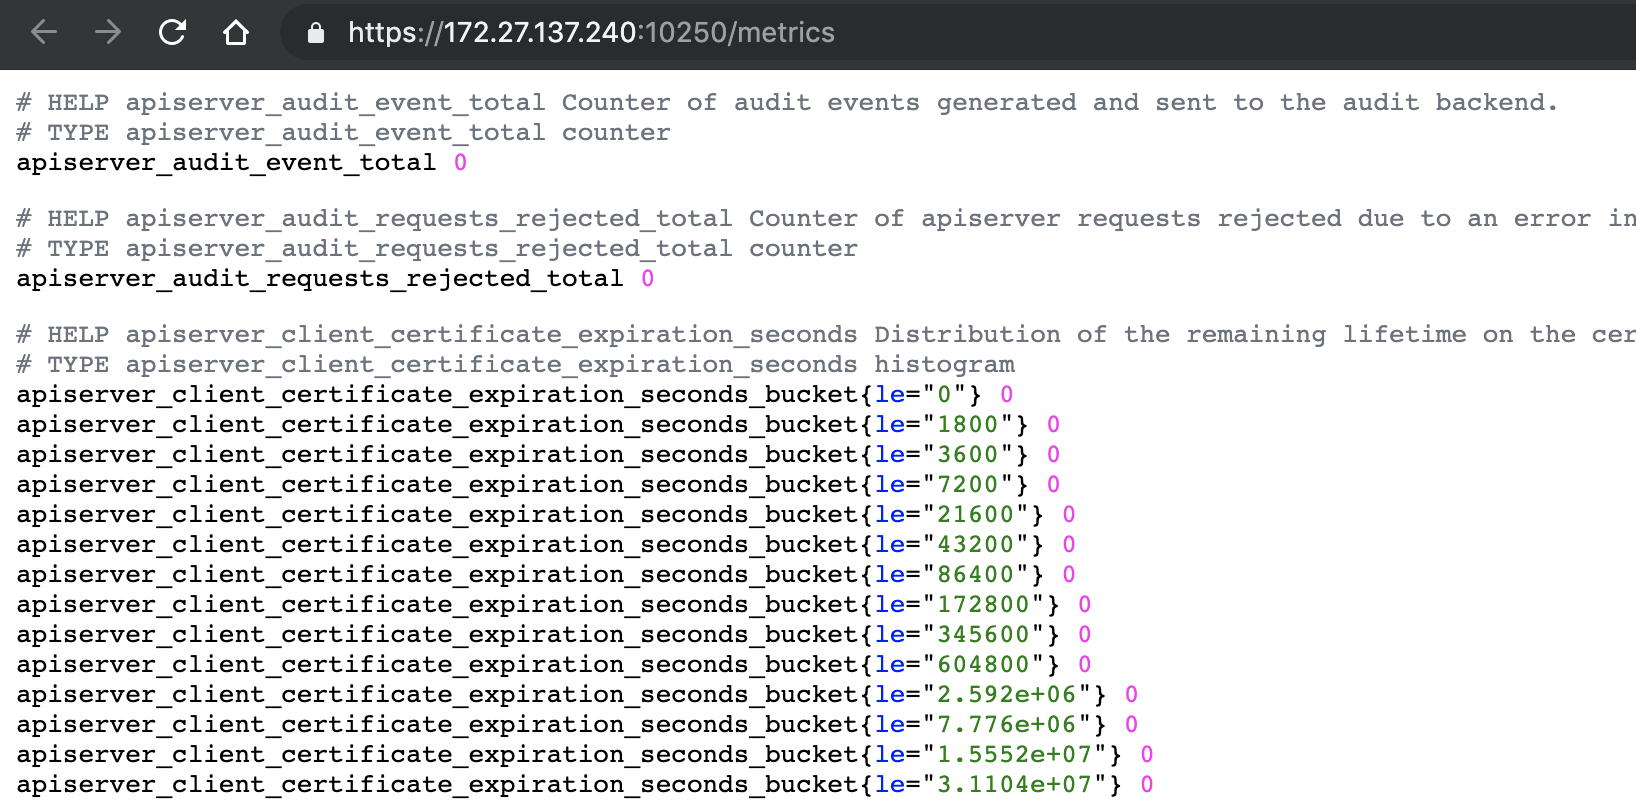 https://172.27.137.240:10250/metrics
# HELP apiserver_audit_event_total Counter of audit events generated and sent to the audit backend.
# TYPE apiserver_audit_event_total counter
apiserver_audit_event_total 0
# HELP apiserver_audit_requests_rejected_total Counter of apiserver requests rejected due to an error in
# TYPE apiserver_audit_requests_rejected_total counter
apiserver_audit_requests_rejected_total 0
# HELP apiserver_client_certificate_expiration_seconds Distribution of the remaining lifetime on the cer
# TYPE apiserver_client_certificate_expiration_seconds histogram
apiserver_client_certificate_expiration_seconds_bucket{le="0"} 0
apiserver_client_certificate_expiration_seconds_bucket{le="1800"} 0
apiserver_client_certificate_expiration_seconds_bucket{le="3600"} 0
apiserver_client_certificate_expiration_seconds_bucket{le="7200"} 0
apiserver_client_certificate_expiration_seconds_bucket{le="21600"} 0
apiserver_client_certificate_expiration_seconds_bucket{le="43200"} 0
apiserver_client_certificate_expiration_seconds_bucket{le="86400"} 0
apiserver_client_certificate_expiration_seconds_bucket{le="172800"} 0
apiserver_client_certificate_expiration_seconds_bucket{le="345600"} 0
apiserver_client_certificate_expiration_seconds_bucket{le="604800"} 0
apiserver_client_certificate_expiration_seconds_bucket{le="2.592e+06"} 0
apiserver_client_certificate_expiration_seconds_bucket{le="7.776e+06"} 0
apiserver_client_certificate_expiration_seconds_bucket{le="1.5552e+07"} 0
apiserver_client_certificate_expiration_seconds_bucket{le="3.1104e+07"} 0